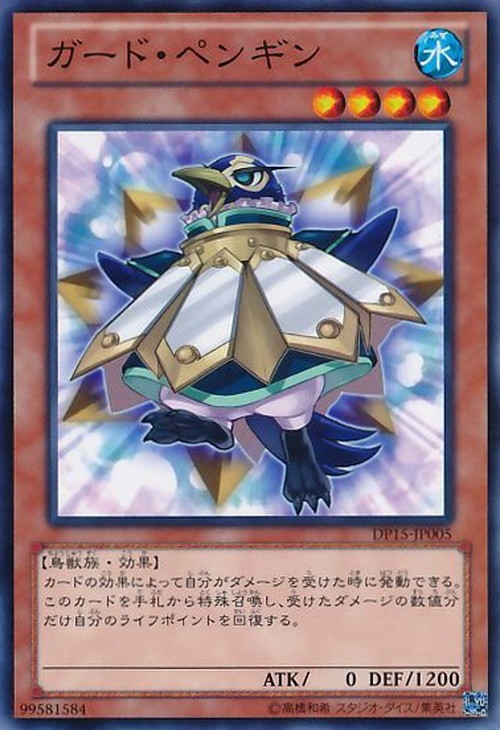 ガード・ペンギン
水
DP15-JP005
【鳥獣族・効果】
カードの効果によって自分がダメージを受けた時に発動できる。
このカードを手札から特殊召喚し、受けたダメージの数値分
だけ自分のライフポイントを回復する。
ATK/ 0 DEF/1200
99581584
©高橋和希 スタジオ・ダイス/集英社